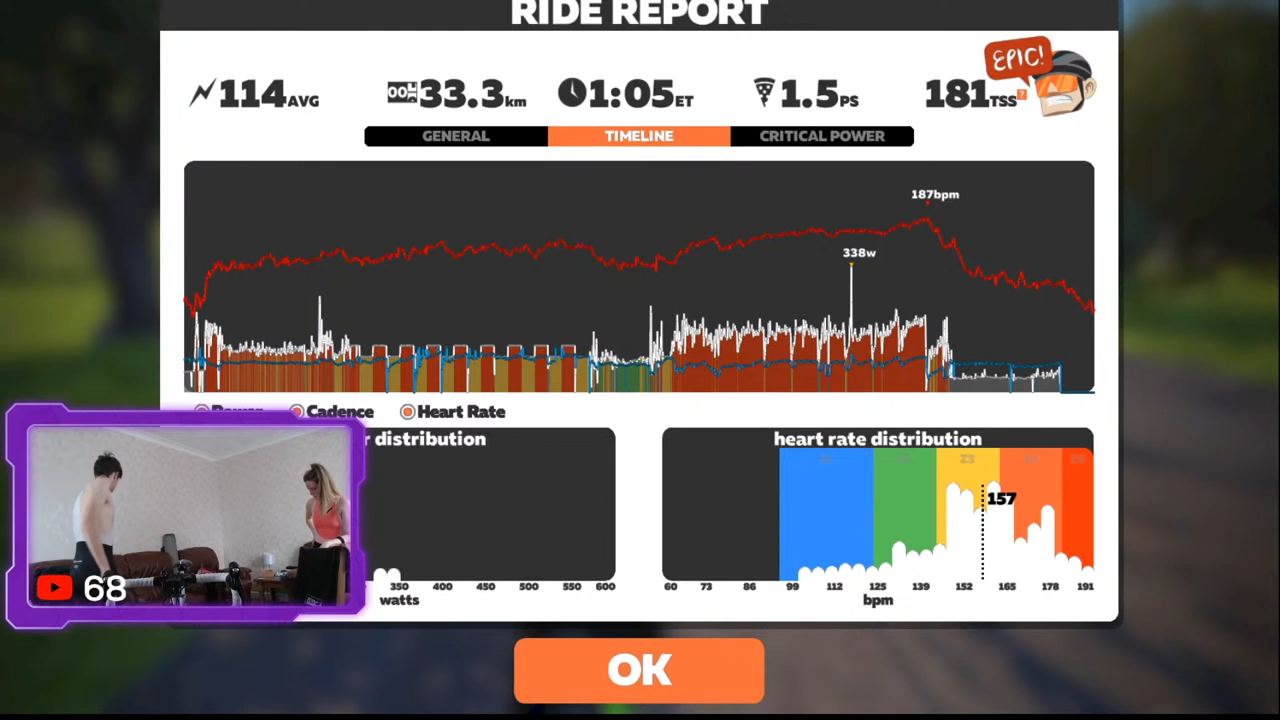 RIDE REPORT
EPIC!
114AVG 33.3km 1:05ET 1.5PS 181TSS?
GENERAL TIMELINE CRITICAL POWER
187bpm
338w
Cadence Heart Rate
distribution
heart rate distribution
Z3
157
350 400 450 500 550 600
60 73 86 99 112 125 139 152 165 178 191
watts
bpm
68
OK